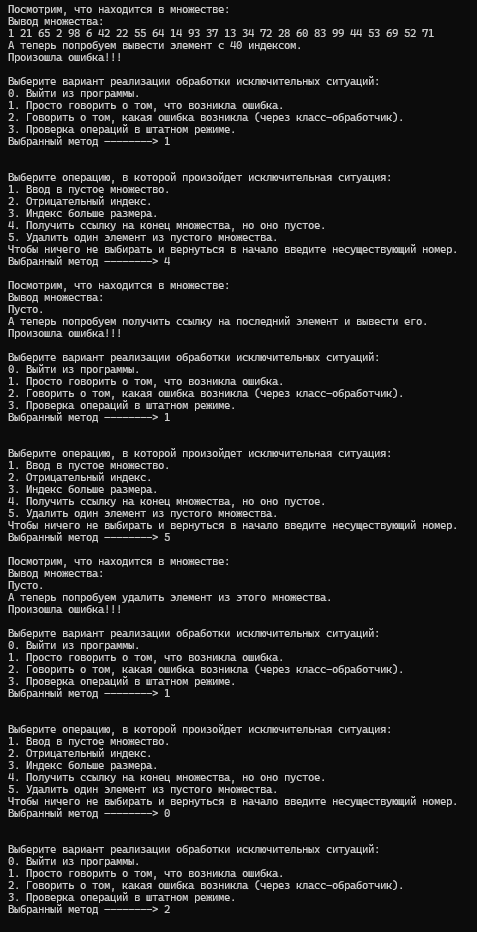 Посмотрим, что находится в множестве:
Вывод множества:
1 21 65 2 98 6 42 22 55 64 14 93 37 13 34 72 28 60 83 99 44 53 69 52 71
А теперь попробуем вывести элемент с 40 индексом.
Произошла ошибка!!!

Выберите вариант реализации обработки исключительных ситуаций:
0. Выйти из программы.
1. Просто говорить о том, что возникла ошибка.
2. Говорить о том, какая ошибка возникла (через класс-обработчик).
3. Проверка операций в штатном режиме.
Выбранный метод --------> 1

Выберите операцию, в которой произойдет исключительная ситуация:
1. Ввод в пустое множество.
2. Отрицательный индекс.
3. Индекс больше размера.
4. Получить ссылку на конец множества, но оно пустое.
5. Удалить один элемент из пустого множества.
Чтобы ничего не выбирать и вернуться в начало введите несуществующий номер.
Выбранный метод --------> 4

Посмотрим, что находится в множестве:
Вывод множества:
Пусто.
А теперь попробуем получить ссылку на последний элемент и вывести его.
Произошла ошибка!!!

Выберите вариант реализации обработки исключительных ситуаций:
0. Выйти из программы.
1. Просто говорить о том, что возникла ошибка.
2. Говорить о том, какая ошибка возникла (через класс-обработчик).
3. Проверка операций в штатном режиме.
Выбранный метод --------> 1

Выберите операцию, в которой произойдет исключительная ситуация:
1. Ввод в пустое множество.
2. Отрицательный индекс.
3. Индекс больше размера.
4. Получить ссылку на конец множества, но оно пустое.
5. Удалить один элемент из пустого множества.
Чтобы ничего не выбирать и вернуться в начало введите несуществующий номер.
Выбранный метод --------> 5

Посмотрим, что находится в множестве:
Вывод множества:
Пусто.
А теперь попробуем удалить элемент из этого множества.
Произошла ошибка!!!

Выберите вариант реализации обработки исключительных ситуаций:
0. Выйти из программы.
1. Просто говорить о том, что возникла ошибка.
2. Говорить о том, какая ошибка возникла (через класс-обработчик).
3. Проверка операций в штатном режиме.
Выбранный метод --------> 1

Выберите операцию, в которой произойдет исключительная ситуация:
1. Ввод в пустое множество.
2. Отрицательный индекс.
3. Индекс больше размера.
4. Получить ссылку на конец множества, но оно пустое.
5. Удалить один элемент из пустого множества.
Чтобы ничего не выбирать и вернуться в начало введите несуществующий номер.
Выбранный метод --------> 0

Выберите вариант реализации обработки исключительных ситуаций:
0. Выйти из программы.
1. Просто говорить о том, что возникла ошибка.
2. Говорить о том, какая ошибка возникла (через класс-обработчик).
3. Проверка операций в штатном режиме.
Выбранный метод --------> 2